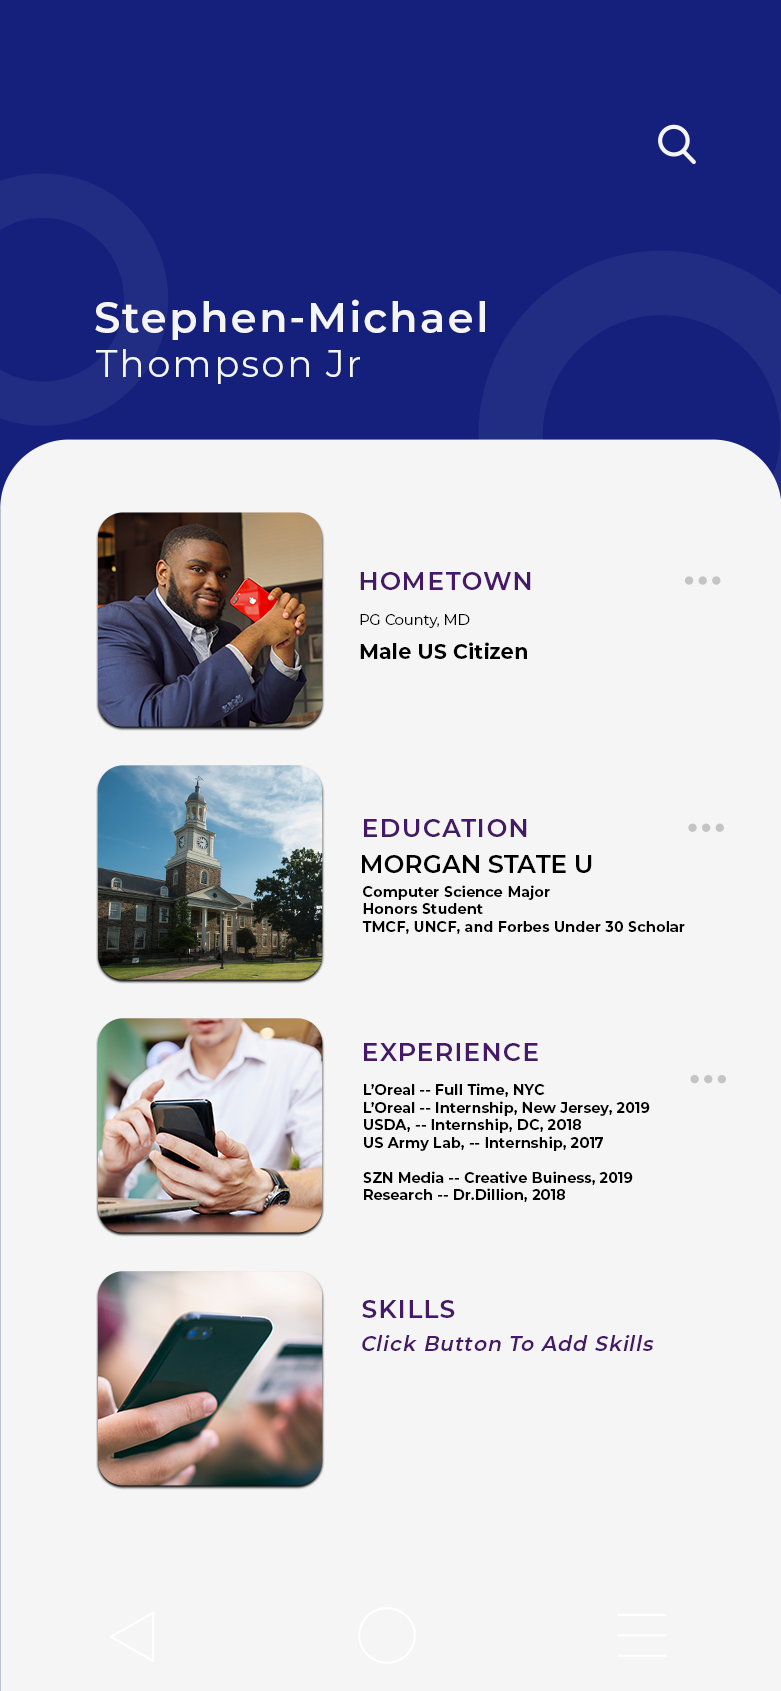 Stephen-Michael
Thompson Jr
HOMETOWN
PG County, MD
Male US Citizen
EDUCATION
MORGAN STATE U
Computer Science Major
Honors Student
TMCF, UNCF, and Forbes Under 30 Scholar
EXPERIENCE
L’Oreal -- Full Time, NYC
L’Oreal -- Internship, New Jersey, 2019
USDA, -- Internship, DC, 2018
US Army Lab, -- Internship, 2017
SZN Media -- Creative Buiness, 2019
Research -- Dr.Dillion, 2018
SKILLS
Click Button To Add Skills